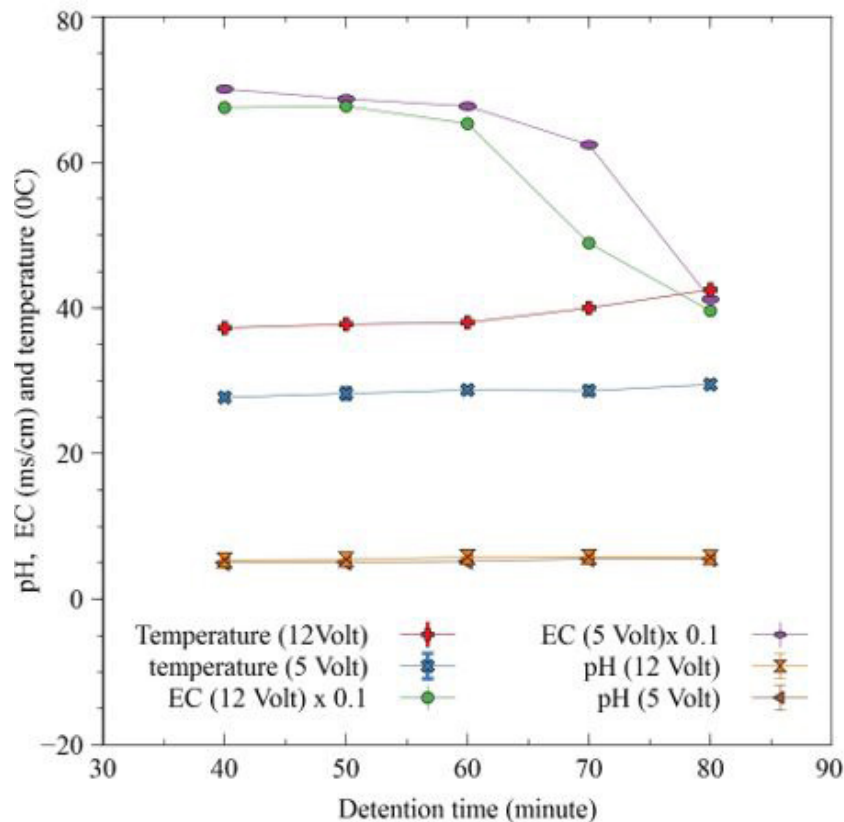 80
60
40
20
0
−20
pH, EC (ms/cm) and temperature (0C)
Temperature (12Volt)
temperature (5 Volt)
EC (12 Volt) x 0.1
EC (5 Volt)x 0.1
pH (12 Volt)
pH (5 Volt)
30 40 50 60 70 80 90
Detention time (minute)